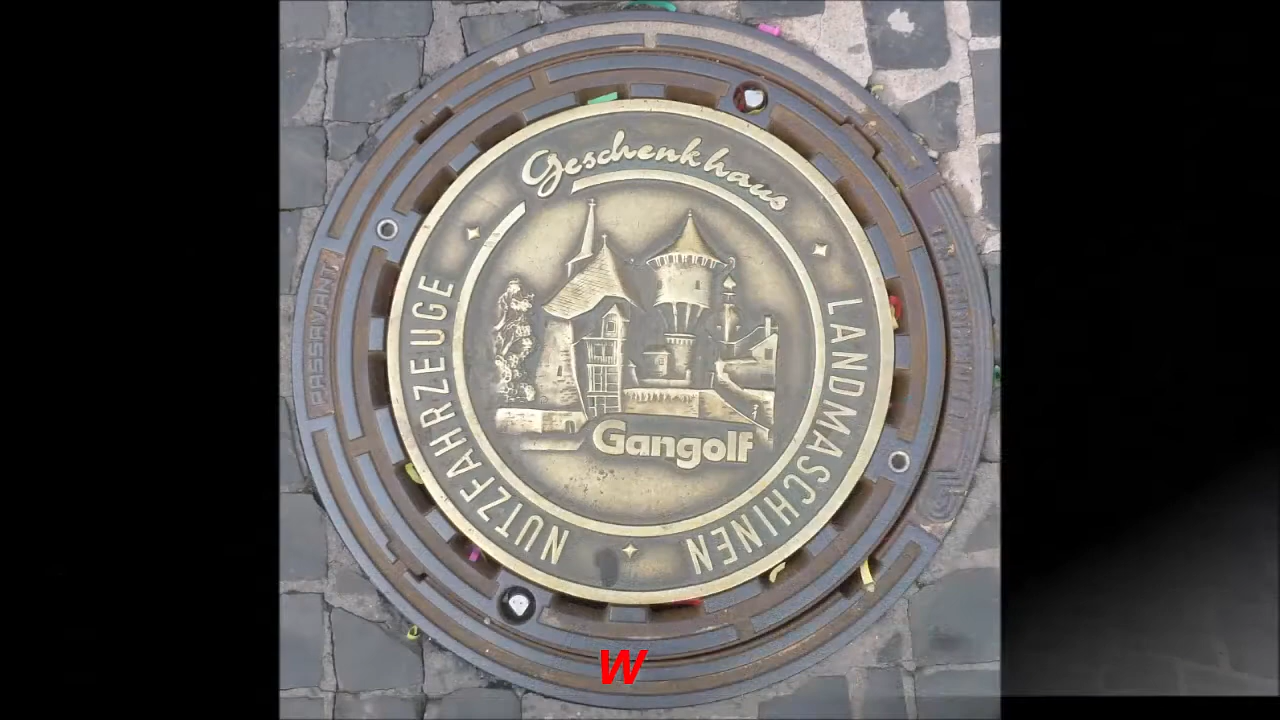 Geschenkhaus
NUTZFAHRZEUGE
LANDMASCHINEN
Gangolf
PASSAVANT
W